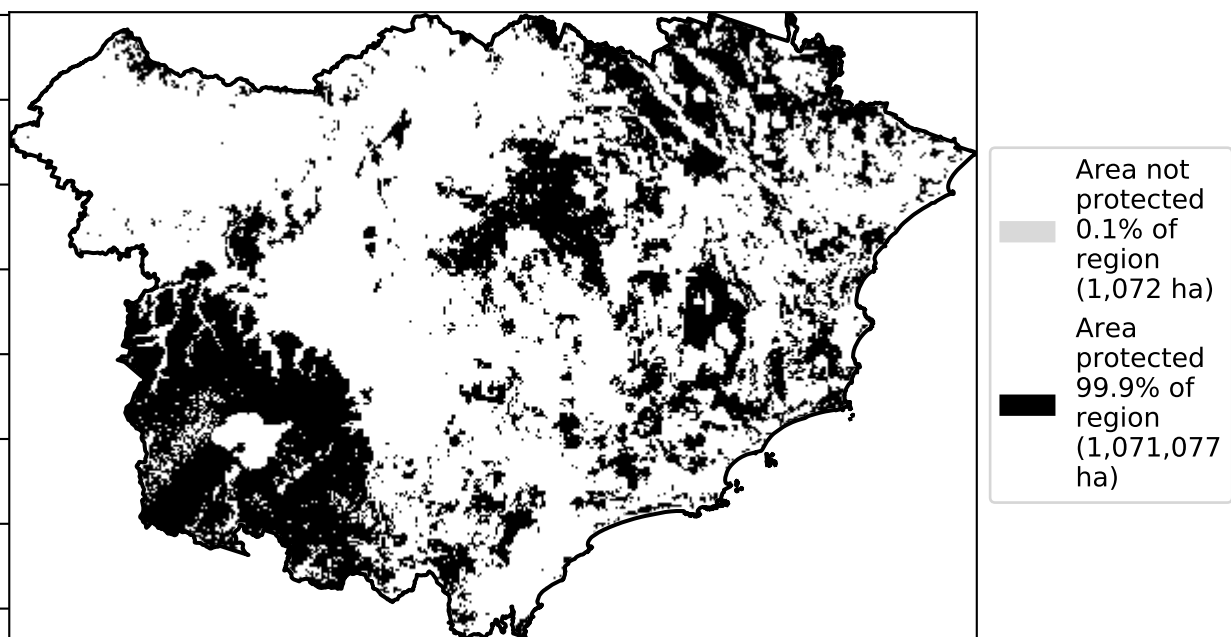 Area not
protected
0.1% of
region
(1,072 ha)
Area
protected
99.9% of
region
(1,071,077
ha)